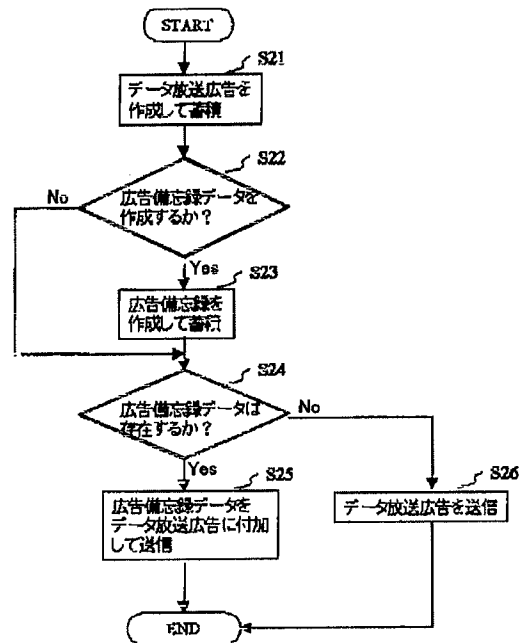 START
S21
データ放送広告を
作成して蓄積
S22
広告備忘録データを
作成するか？
No
Yes
S23
広告備忘録を
作成して蓄積
S24
広告備忘録データは
存在するか？
No
Yes
S25
広告備忘録データを
データ放送広告に付加
して送信
S26
データ放送広告を送信
END